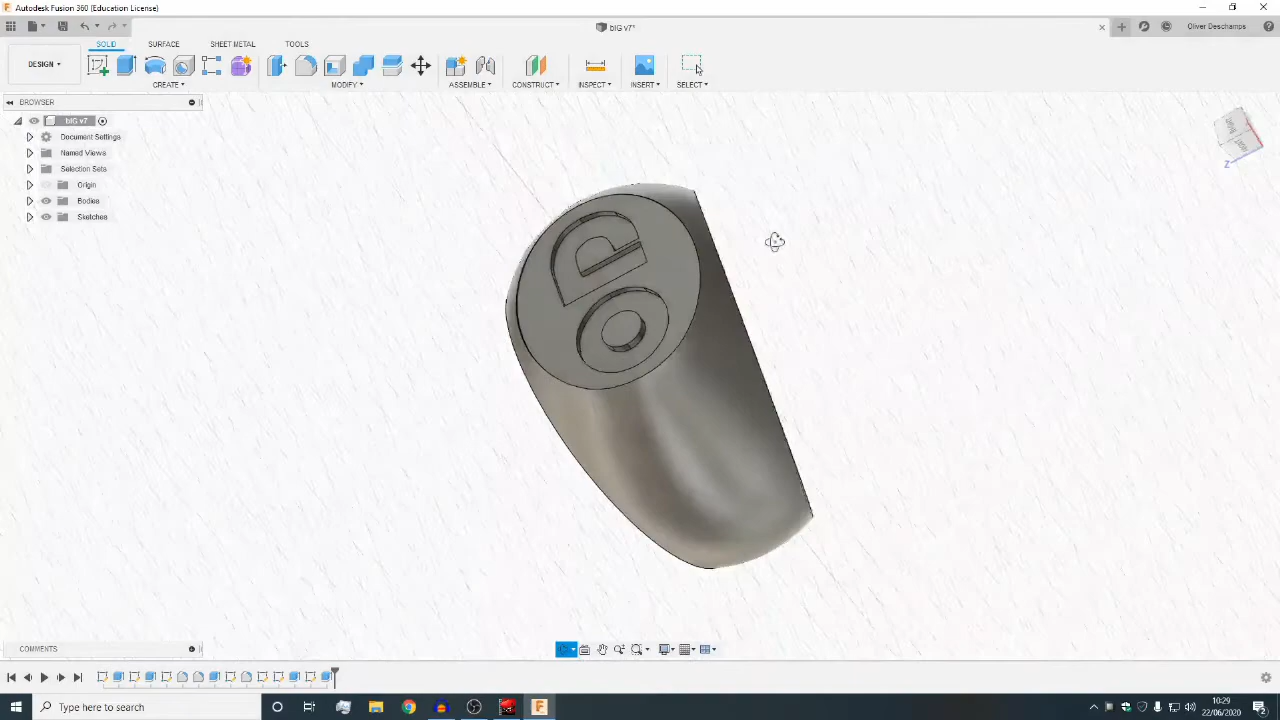 Autodesk Fusion 360 (Education License)
bIG v7*
Oliver Deschamps
SOLID SURFACE SHEET METAL TOOLS
DESIGN
CREATE MODIFY ASSEMBLE CONSTRUCT INSPECT INSERT SELECT
BROWSER
bIG v7
Document Settings
Named Views
Selection Sets
Origin
Bodies
Sketches
OD
Z
COMMENTS
Type here to search
10:29
22/06/2020
2